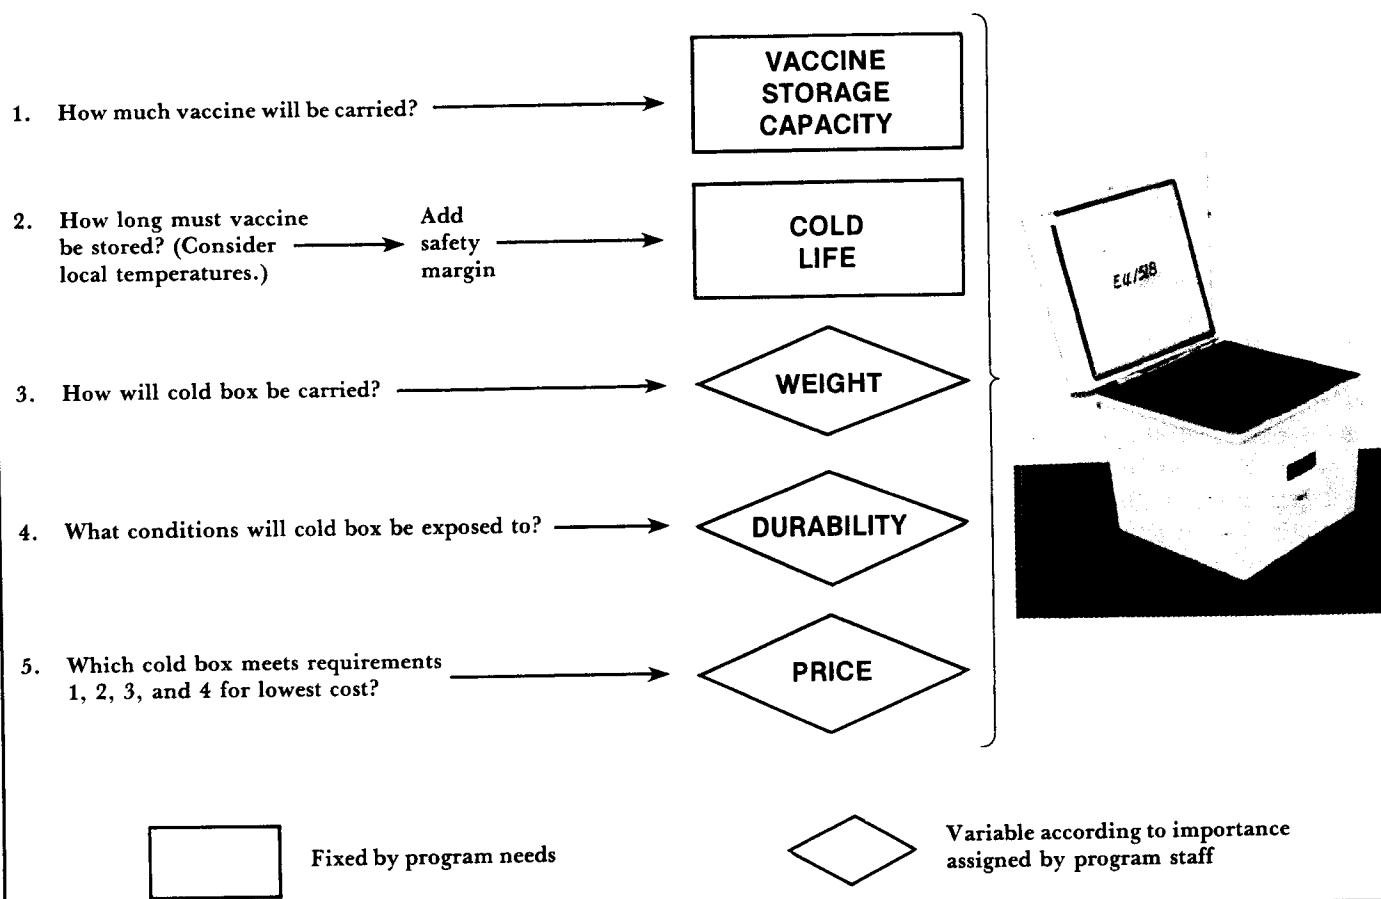 1. How much vaccine will be carried?
VACCINE
STORAGE
CAPACITY
2. How long must vaccine
be stored? (Consider
local temperatures.)
Add
safety
margin
COLD
LIFE
3. How will cold box be carried?
WEIGHT
4. What conditions will cold box be exposed to?
DURABILITY
5. Which cold box meets requirements
1, 2, 3, and 4 for lowest cost?
PRICE
E4/5B
Fixed by program needs
Variable according to importance
assigned by program staff